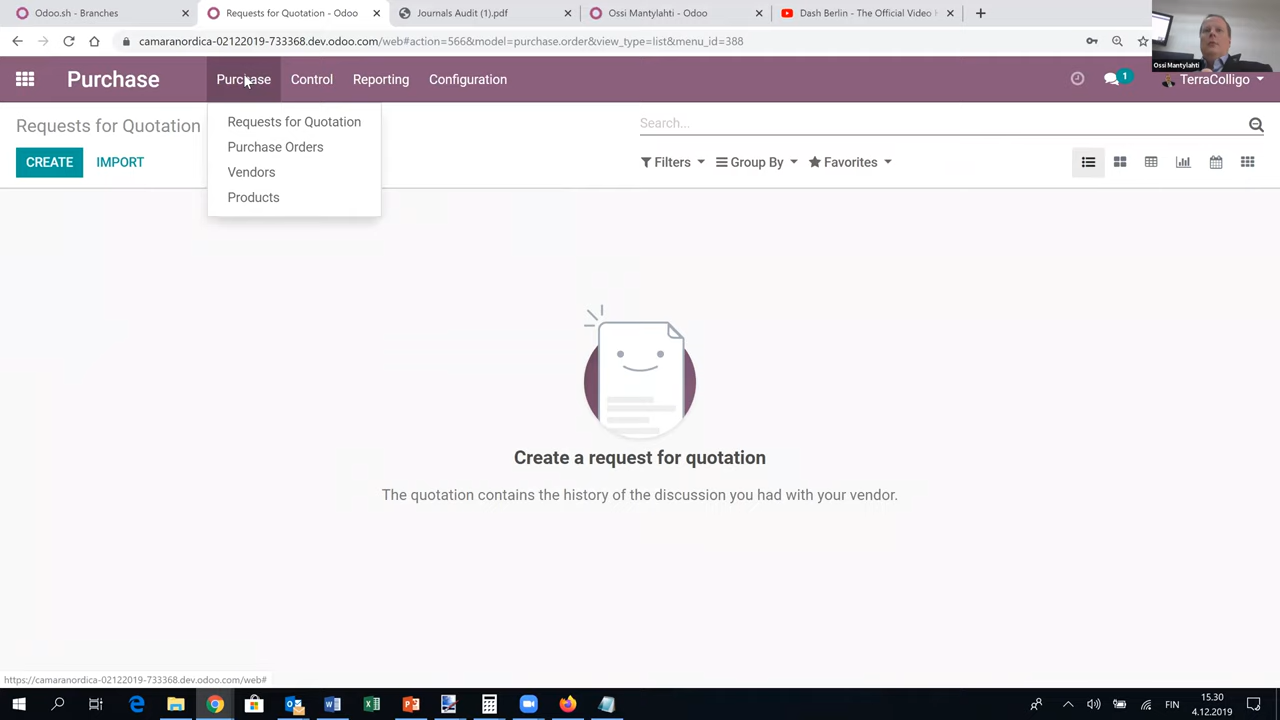 Odoo.sh - Branches
Requests for Quotation - Odoo
Journals Audit (1).pdf
Ossi Mantylahti - Odoo
Dash Berlin - The Official Video
camaranordica-02122019-733368.dev.odoo.com/web#action=566&model=purchase.order&view_type=list&menu_id=388
Ossi Mantylahti
Purchase
Purchase Control Reporting Configuration
1
TerraColligo
Requests for Quotation
Search...
CREATE IMPORT
Filters Group By Favorites
Requests for Quotation
Purchase Orders
Vendors
Products
Create a request for quotation
The quotation contains the history of the discussion you had with your vendor.
https://camaranordica-02122019-733368.dev.odoo.com/web#
FIN
15.30
4.12.2019